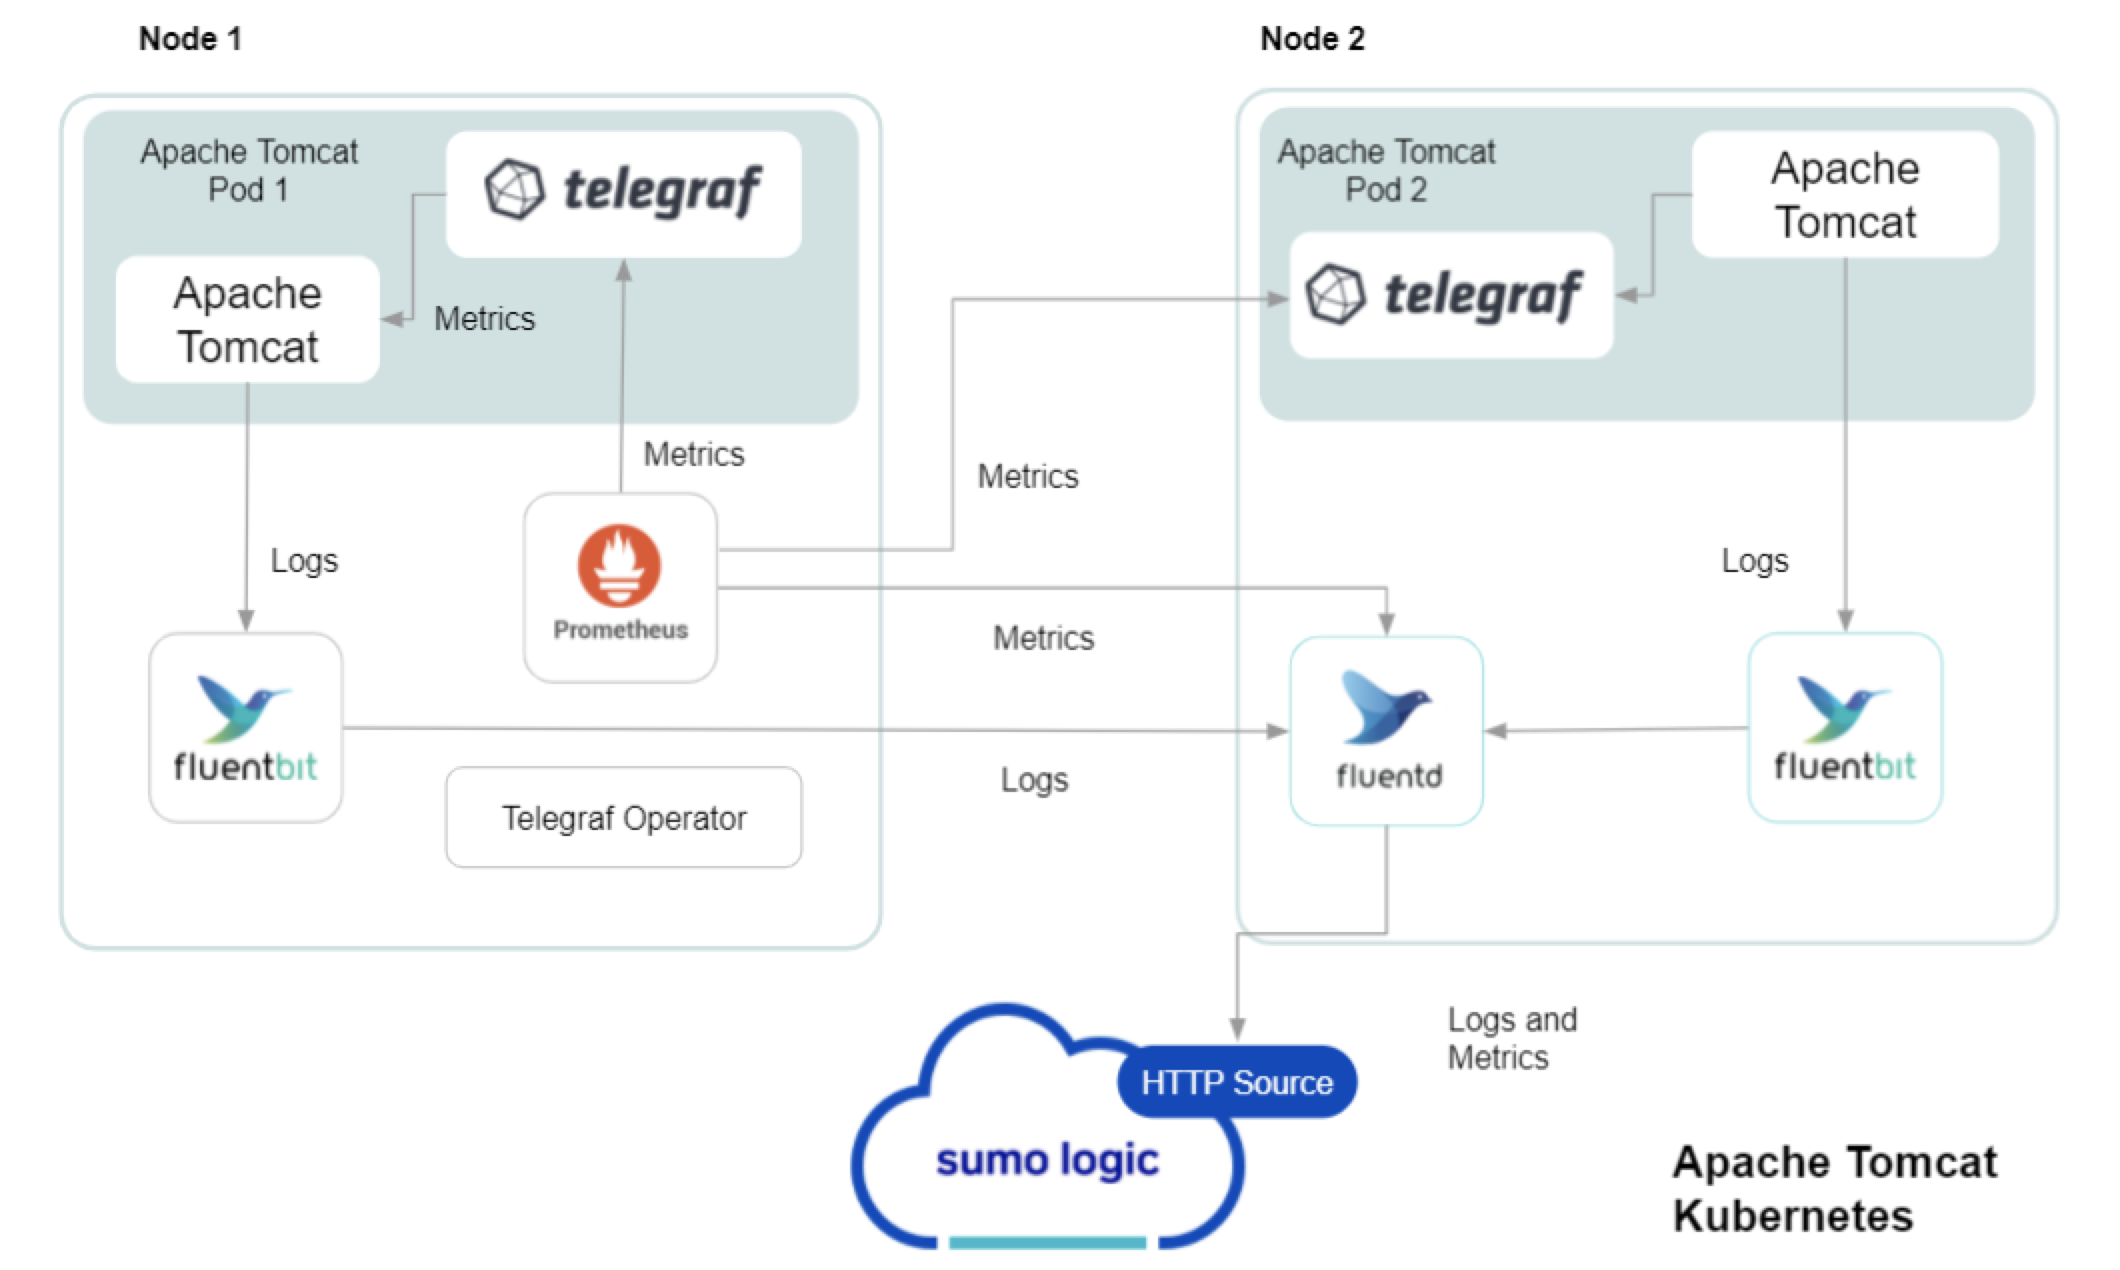 Node 1
Node 2
Apache Tomcat
Pod 1
telegraf
Apache
Tomcat
Metrics
Metrics
Logs
Prometheus
fluentbit
Telegraf Operator
Metrics
Metrics
Logs
Apache Tomcat
Pod 2
Apache
Tomcat
telegraf
Logs
fluentd
fluentbit
Logs and
Metrics
HTTP Source
sumo logic
Apache Tomcat
Kubernetes